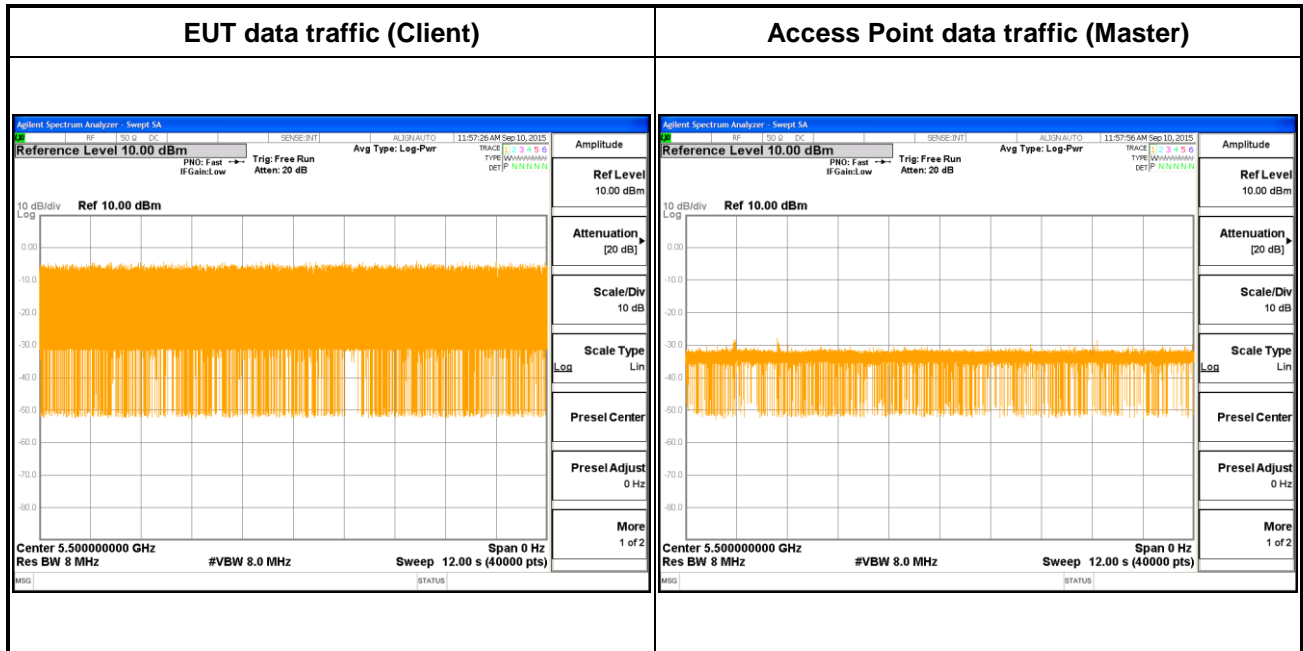 EUT data traffic (Client)
Access Point data traffic (Master)
Agilent Spectrum Analyzer - Swept SA
RF 50 Ω DC SENSE:INT ALIGN AUTO 11:57:26 AM Sep 10, 2015
Reference Level 10.00 dBm
Avg Type: Log-Pwr
TRACE 1 2 3 4 5 6
PNO: Fast Trig: Free Run
TYPE W
IFGain:Low Atten: 20 dB
DET P N N N N N
10 dB/div Ref 10.00 dBm
Log
0.00
-10.0
-20.0
-30.0
-40.0
-50.0
-60.0
-70.0
-80.0
Center 5.500000000 GHz Span 0 Hz
Res BW 8 MHz #VBW 8.0 MHz Sweep 12.00 s (40000 pts)
MSG STATUS
Amplitude
Ref Level
10.00 dBm
Attenuation
[20 dB]
Scale/Div
10 dB
Scale Type
Log Lin
Presel Center
Presel Adjust
0 Hz
More
1 of 2
Agilent Spectrum Analyzer - Swept SA
RF 50 Ω DC SENSE:INT ALIGN AUTO 11:57:56 AM Sep 10, 2015
Reference Level 10.00 dBm
Avg Type: Log-Pwr
TRACE 1 2 3 4 5 6
PNO: Fast Trig: Free Run
TYPE W
IFGain:Low Atten: 20 dB
DET P N N N N N
10 dB/div Ref 10.00 dBm
Log
0.00
-10.0
-20.0
-30.0
-40.0
-50.0
-60.0
-70.0
-80.0
Center 5.500000000 GHz Span 0 Hz
Res BW 8 MHz #VBW 8.0 MHz Sweep 12.00 s (40000 pts)
MSG STATUS
Amplitude
Ref Level
10.00 dBm
Attenuation
[20 dB]
Scale/Div
10 dB
Scale Type
Log Lin
Presel Center
Presel Adjust
0 Hz
More
1 of 2